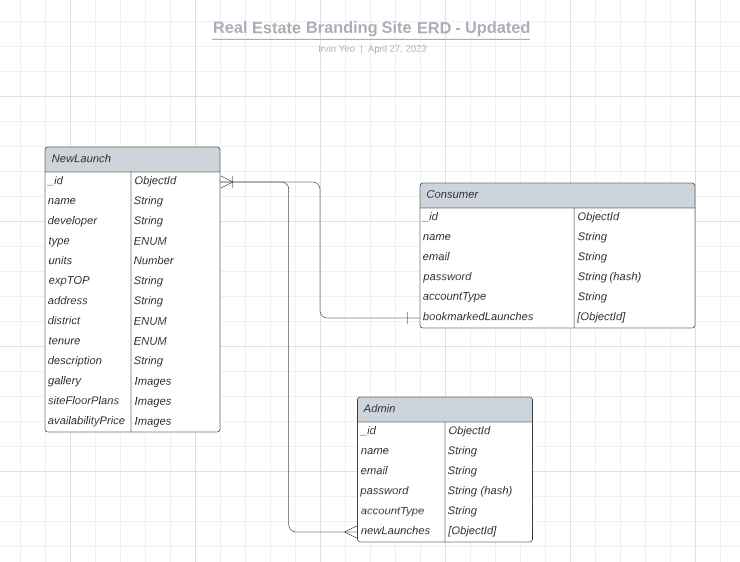 Real Estate Branding Site ERD - Updated
Irvin Yeo | April 27, 2023
NewLaunch
_id ObjectId
name String
developer String
type ENUM
units Number
expTOP String
address String
district ENUM
tenure ENUM
description String
gallery Images
siteFloorPlans Images
availabilityPrice Images
Consumer
_id ObjectId
name String
email String
password String (hash)
accountType String
bookmarkedLaunches [ObjectId]
Admin
_id ObjectId
name String
email String
password String (hash)
accountType String
newLaunches [ObjectId]